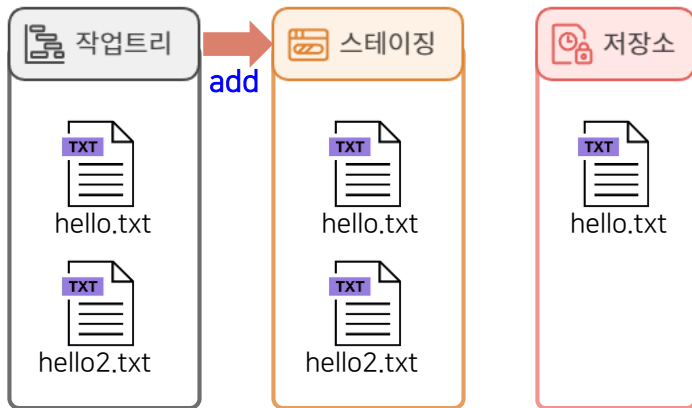 작업트리
add
스테이징
저장소
TXT
hello.txt
TXT
hello.txt
TXT
hello.txt
TXT
hello2.txt
TXT
hello2.txt